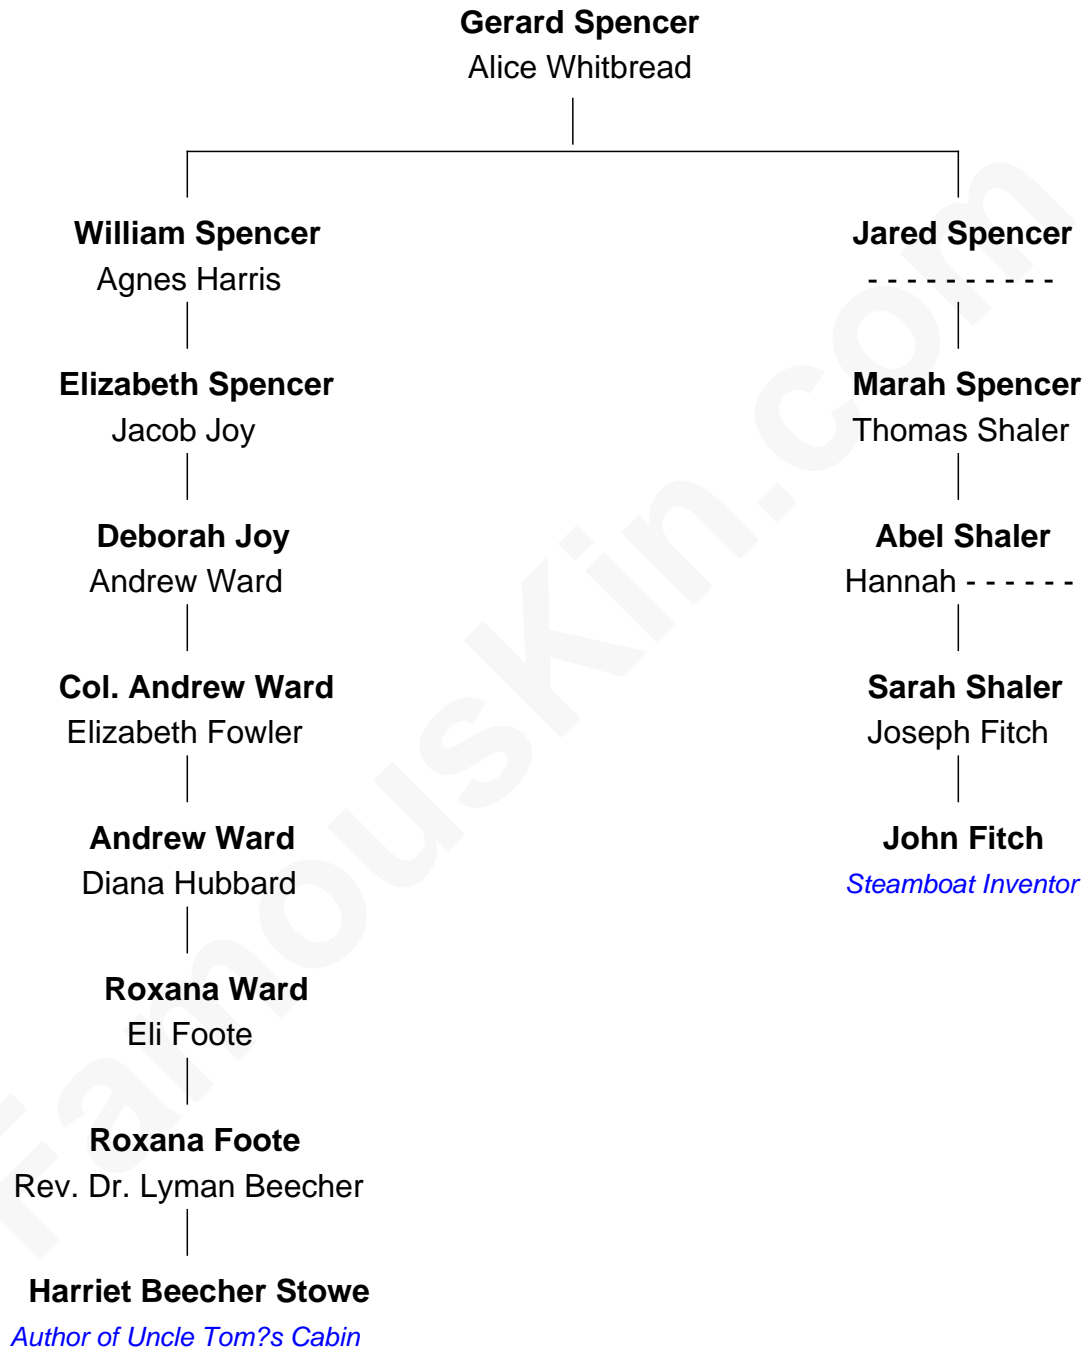 Gerard Spencer
Alice Whitbread
William Spencer
Agnes Harris
Elizabeth Spencer
Jacob Joy
Deborah Joy
Andrew Ward
Col. Andrew Ward
Elizabeth Fowler
Andrew Ward
Diana Hubbard
Roxana Ward
Eli Foote
Roxana Foote
Rev. Dr. Lyman Beecher
Harriet Beecher Stowe
Author of Uncle Tom?s Cabin
Jared Spencer
- - - - - - - - - -
Marah Spencer
Thomas Shaler
Abel Shaler
Hannah - - - - - -
Sarah Shaler
Joseph Fitch
John Fitch
Steamboat Inventor
FamousKin.com